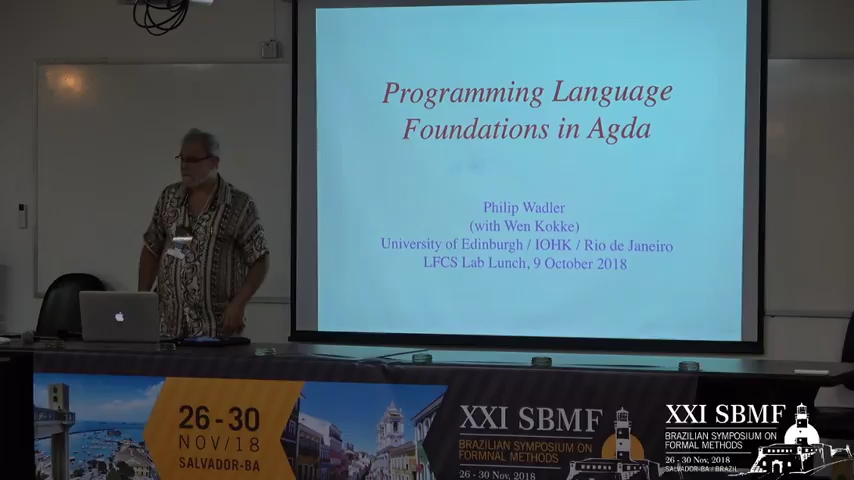 Programming Language
Foundations in Agda
Philip Wadler
(with Wen Kokke)
University of Edinburgh / IOHK / Rio de Janeiro
LFCS Lab Lunch, 9 October 2018
26-30
NOV/18
SALVADOR-BA
XXI SBMF
BRAZILIAN SYMPOSIUM ON
FORMNAL METHODS
26 - 30 Nov, 2018
XXI SBMF
BRAZILIAN SYMPOSIUM ON
FORMAL METHODS
26 - 30 Nov, 2018
SALVADOR-BA / BRAZIL